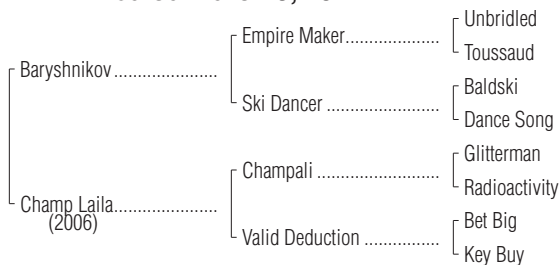 Unbridled
Empire Maker....................
Toussaud
Baryshnikov ......................
Baldski
Ski Dancer ........................
Dance Song
Glitterman
Champali ..........................
Radioactivity
Champ Laila......................
(2006)
Bet Big
Valid Deduction ................
Key Buy